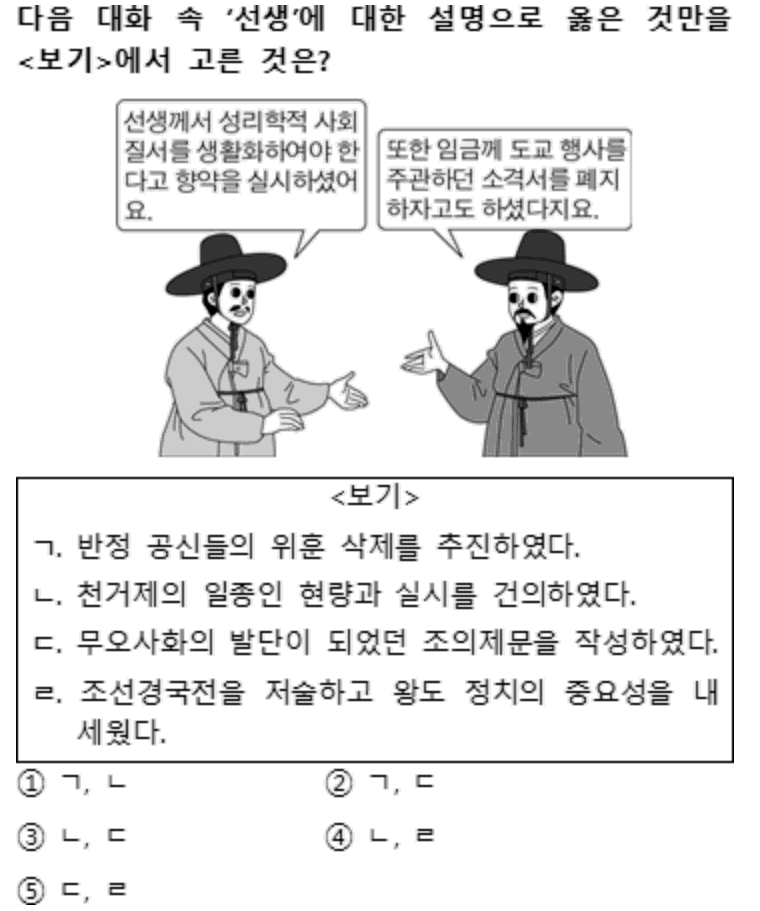 다음 대화 속 ‘선생’에 대한 설명으로 옳은 것만을
<보기>에서 고른 것은?
선생께서 성리학적 사회
질서를 생활화하여야 한
다고 향약을 실시하셨어
요.
또한 임금께 도교 행사를
주관하던 소격서를 폐지
하자고도 하셨다지요.
<보기>
ㄱ. 반정 공신들의 위훈 삭제를 추진하였다.
ㄴ. 천거제의 일종인 현량과 실시를 건의하였다.
ㄷ. 무오사화의 발단이 되었던 조의제문을 작성하였다.
ㄹ. 조선경국전을 저술하고 왕도 정치의 중요성을 내
세웠다.
① ㄱ, ㄴ ② ㄱ, ㄷ
③ ㄴ, ㄷ ④ ㄴ, ㄹ
⑤ ㄷ, ㄹ